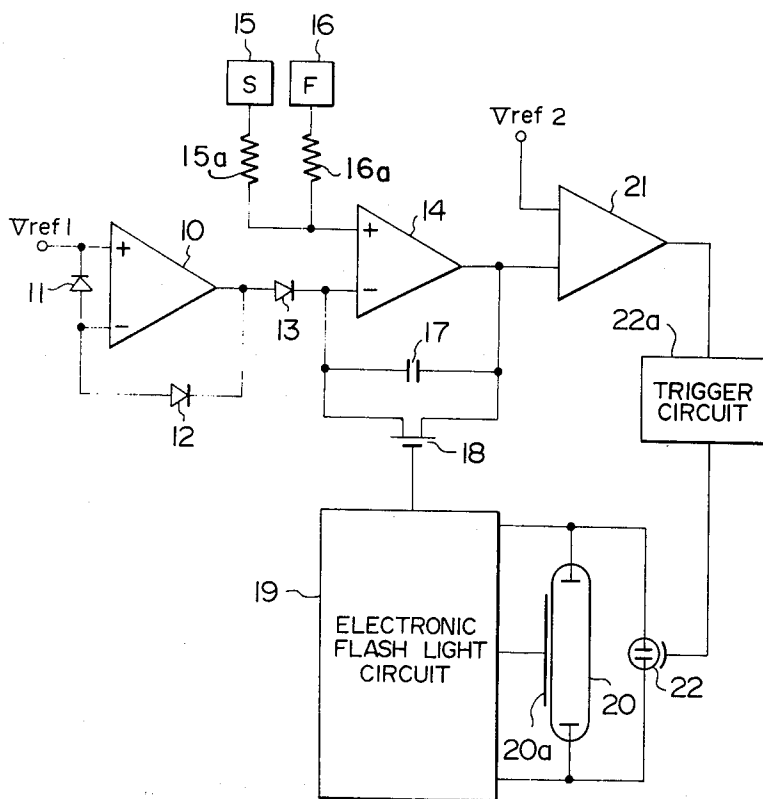 15 16
S F
15a 16a
Vref 2
21
Vref 1
10
14
+ +
11
− −
13
17
12
22a
TRIGGER
CIRCUIT
18
19
ELECTRONIC
FLASH LIGHT
CIRCUIT
20
22
20a